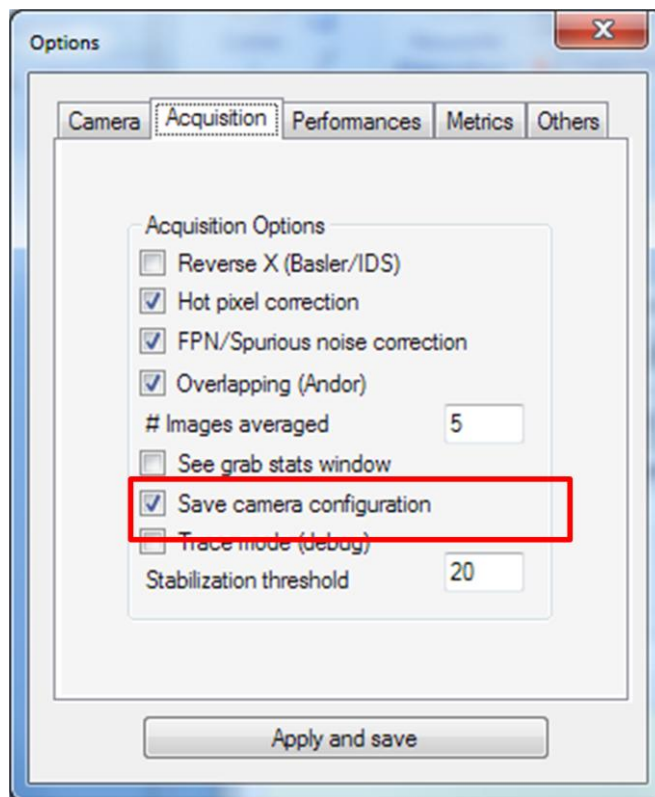 Options
Camera Acquisition Performances Metrics Others
Acquisition Options
Reverse X (Basler/IDS)
Hot pixel correction
FPN/Spurious noise correction
Overlapping (Andor)
# Images averaged 5
See grab stats window
Save camera configuration
Trace mode (debug)
Stabilization threshold 20
Apply and save